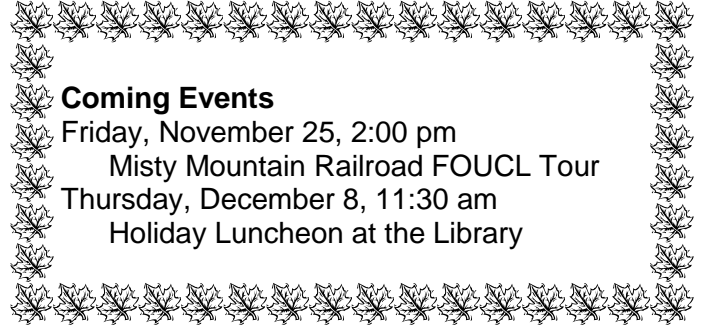 Coming Events
Friday, November 25, 2:00 pm
Misty Mountain Railroad FOUCL Tour
Thursday, December 8, 11:30 am
Holiday Luncheon at the Library